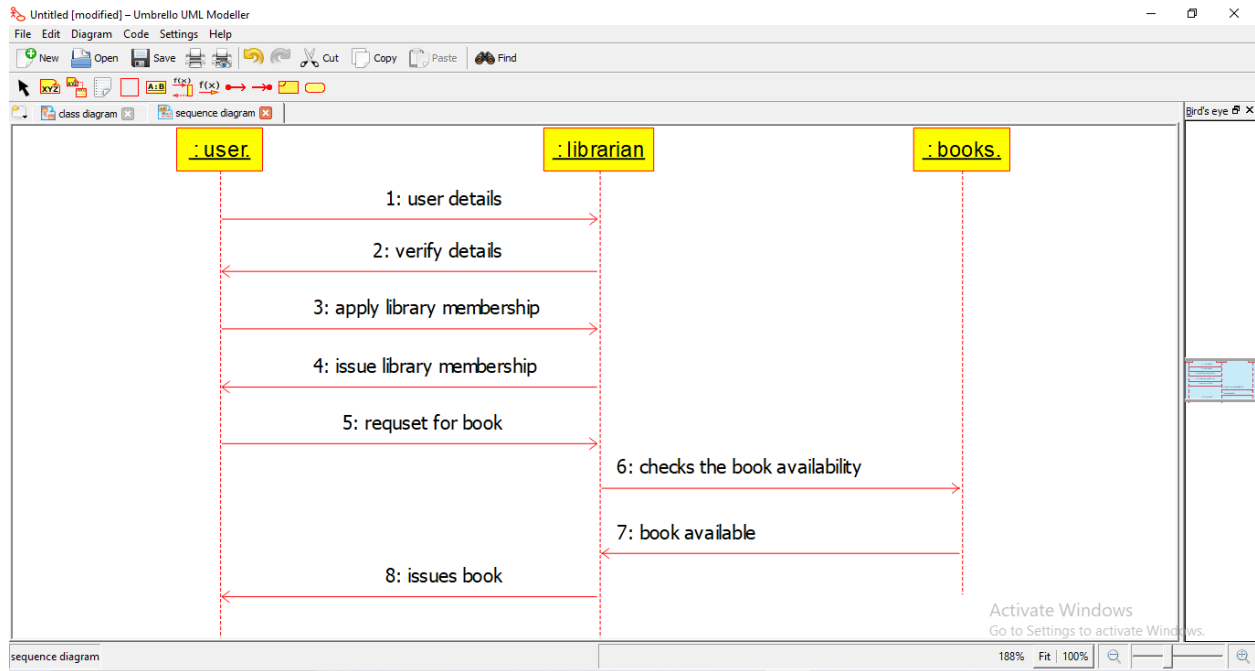 Untitled [modified] – Umbrello UML Modeller
File Edit Diagram Code Settings Help
New Open Save Cut Copy Paste Find
XYZ XYZ A:B f(x) f(x)
class diagram sequence diagram
Bird's eye
: user.
: librarian
: books.
1: user details
2: verify details
3: apply library membership
4: issue library membership
5: requset for book
6: checks the book availability
7: book available
8: issues book
Activate Windows
Go to Settings to activate Windows.
sequence diagram
188% Fit 100%